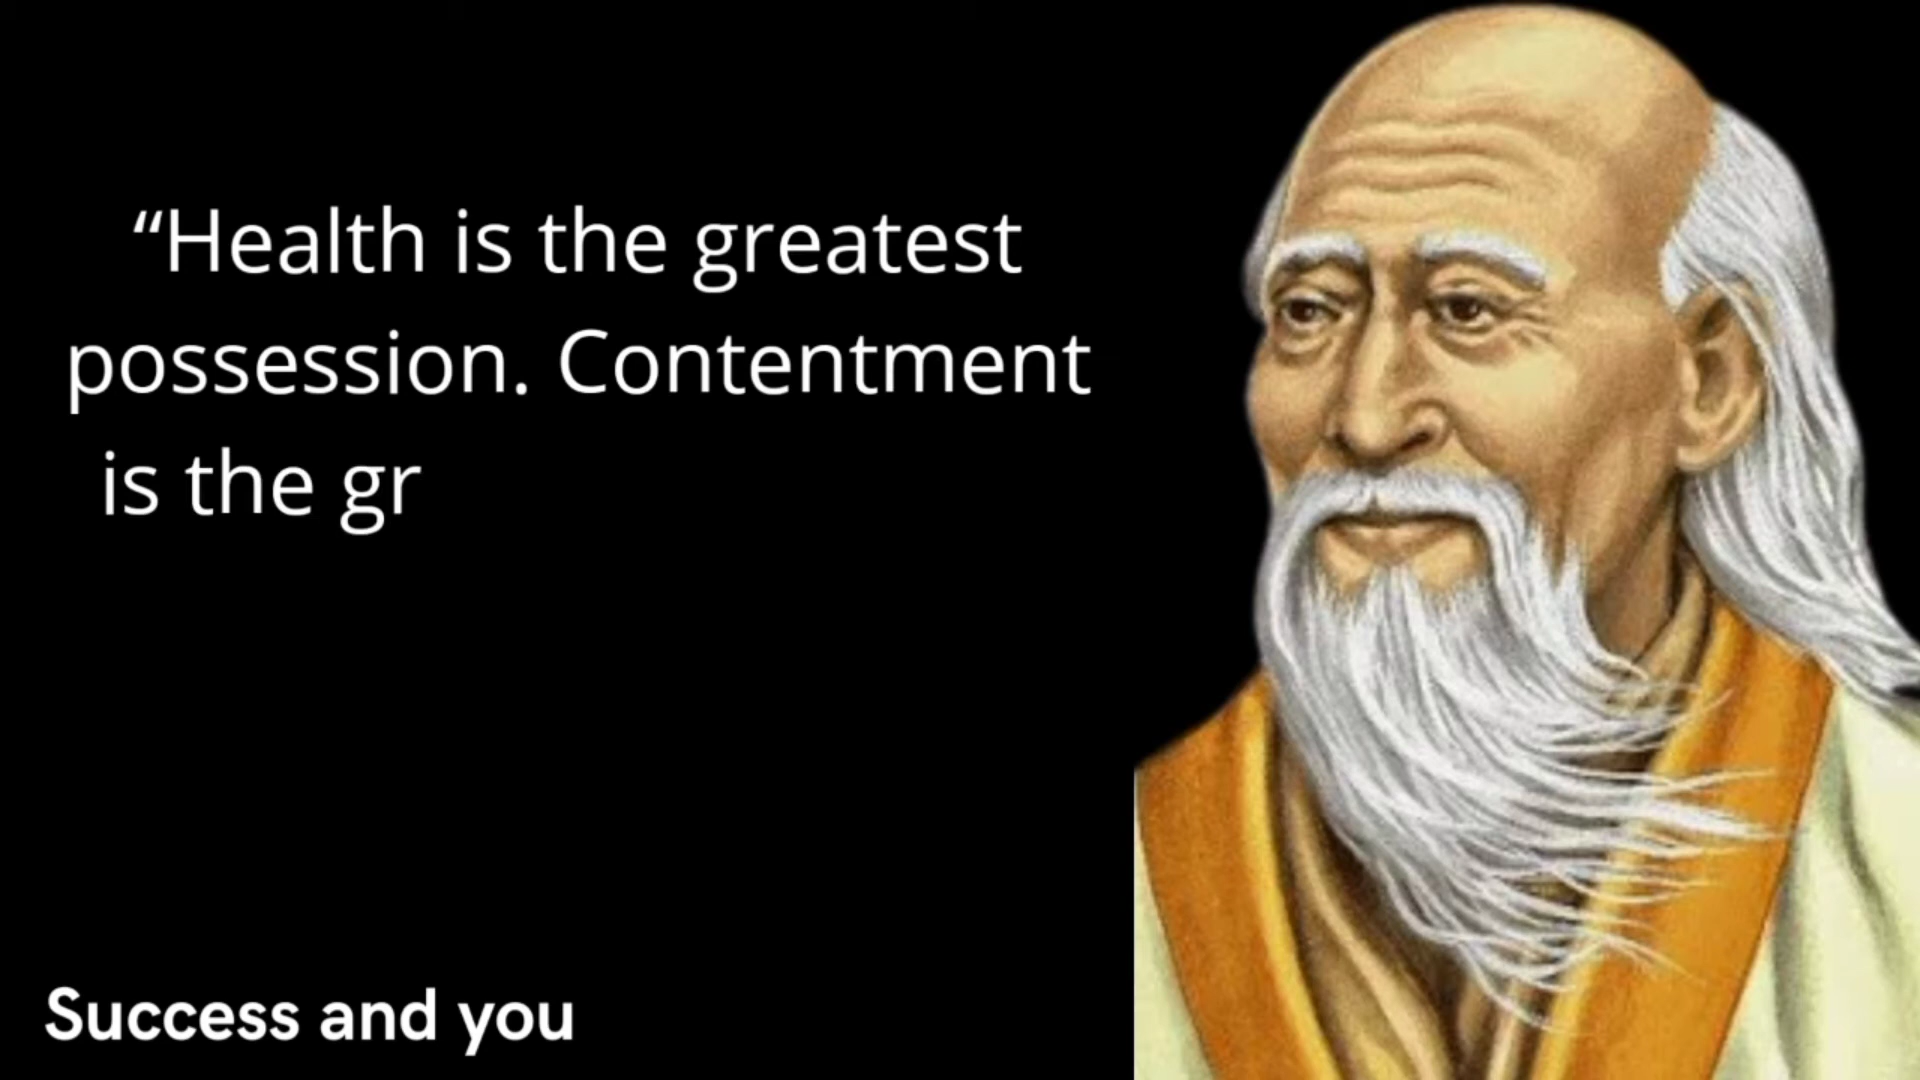 “Health is the greatest
possession. Contentment
is the gr
Success and you